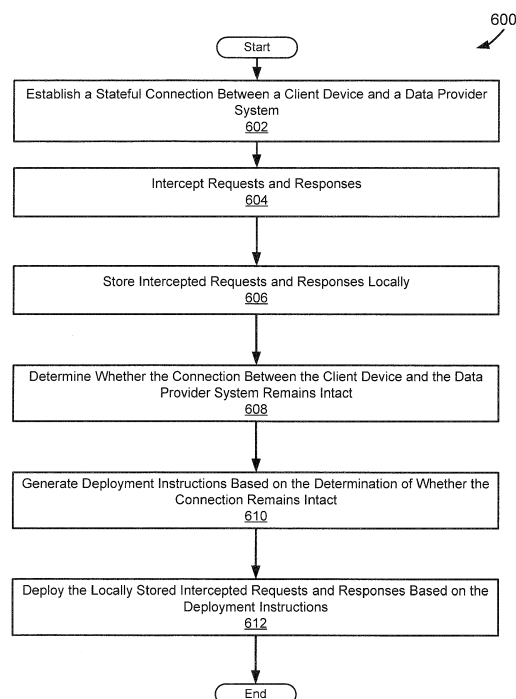 600
Start
Establish a Stateful Connection Between a Client Device and a Data Provider
System
602
Intercept Requests and Responses
604
Store Intercepted Requests and Responses Locally
606
Determine Whether the Connection Between the Client Device and the Data
Provider System Remains Intact
608
Generate Deployment Instructions Based on the Determination of Whether the
Connection Remains Intact
610
Deploy the Locally Stored Intercepted Requests and Responses Based on the
Deployment Instructions
612
End